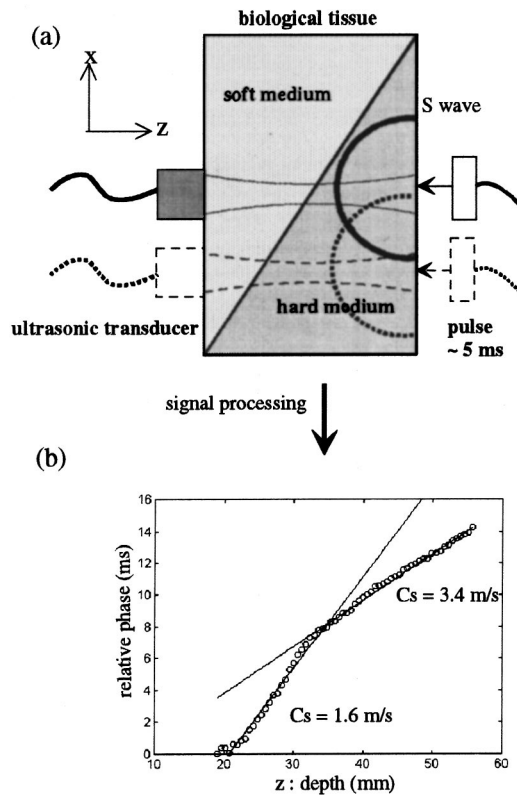 biological tissue
(a)
X
soft medium
S wave
Z
hard medium
ultrasonic transducer
pulse
~ 5 ms
signal processing
(b)
16
14
12
10
8
6
4
2
0
relative phase (ms)
Cs = 3.4 m/s
Cs = 1.6 m/s
10
20
30
40
50
60
z : depth (mm)